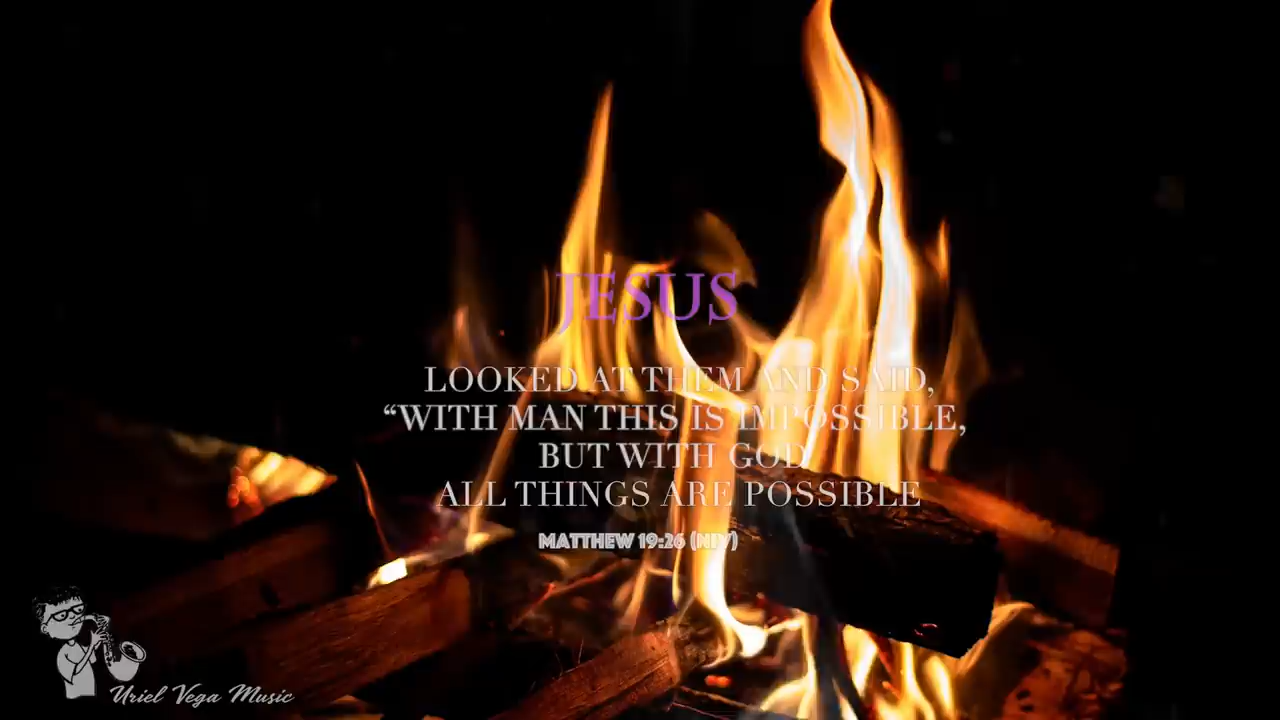 JESUS
LOOKED AT THEM AND SAID,
“WITH MAN THIS IS IMPOSSIBLE,
BUT WITH GOD
ALL THINGS ARE POSSIBLE
MATTHEW 19:26 (NIV)
Uriel Vega Music